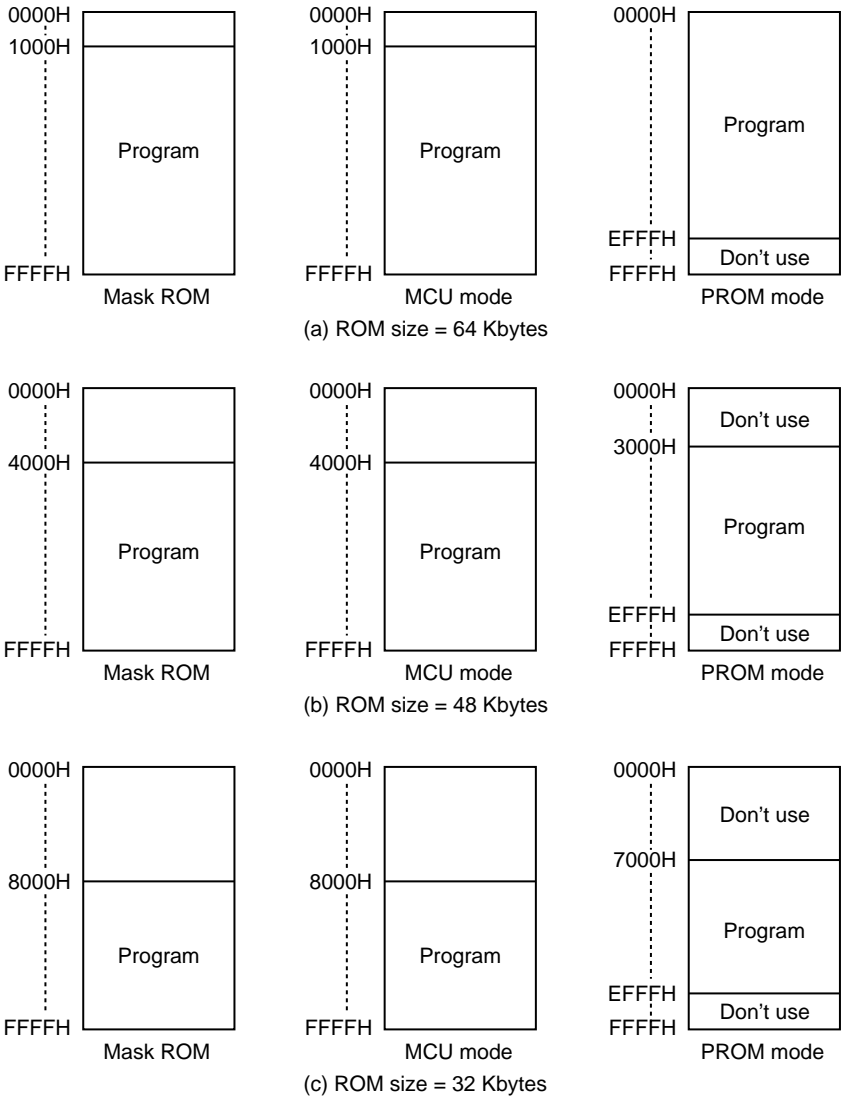 0000H
1000H
Program
FFFFH
Mask ROM
0000H
1000H
Program
FFFFH
MCU mode
0000H
Program
EFFFH
Don't use
FFFFH
PROM mode
(a) ROM size = 64 Kbytes
0000H
4000H
Program
FFFFH
Mask ROM
0000H
4000H
Program
FFFFH
MCU mode
0000H
Don't use
3000H
Program
EFFFH
Don't use
FFFFH
PROM mode
(b) ROM size = 48 Kbytes
0000H
8000H
Program
FFFFH
Mask ROM
0000H
8000H
Program
FFFFH
MCU mode
0000H
Don't use
7000H
Program
EFFFH
Don't use
FFFFH
PROM mode
(c) ROM size = 32 Kbytes